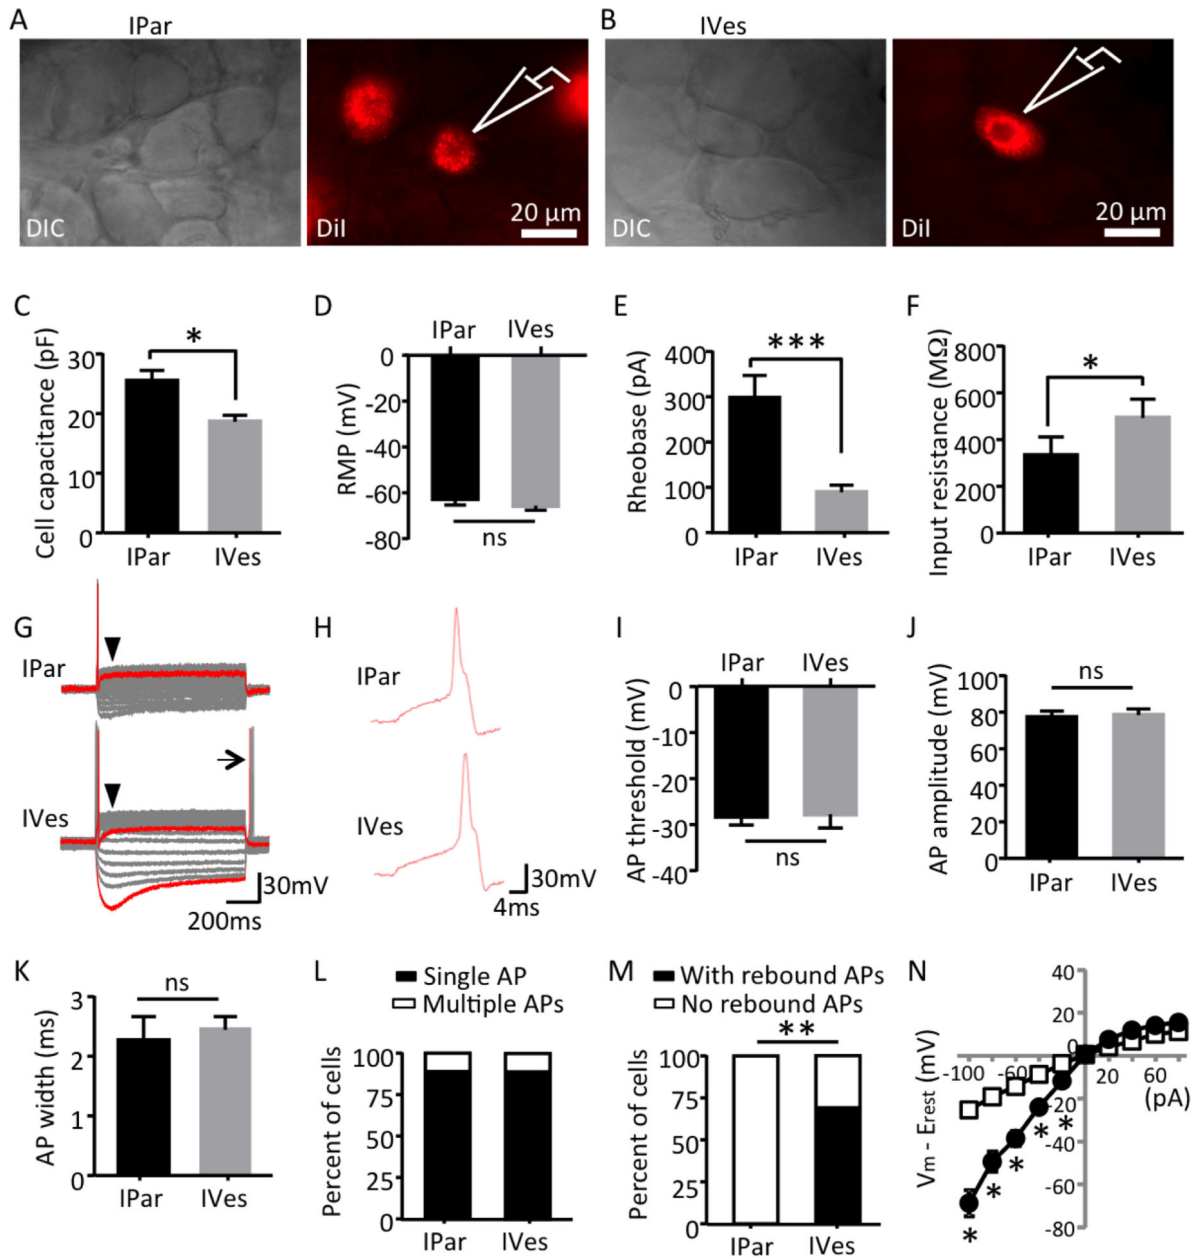 A IPar
B IVes
DIC
DiI 20 μm
DIC
DiI 20 μm
C
Cell capacitance (pF)
30
20
10
0
*
IPar IVes
D
RMP (mV)
IPar IVes
0
-20
-40
-60
-80
ns
E
Rheobase (pA)
400
300
200
100
0
***
IPar IVes
F
Input resistance (MΩ)
800
600
400
200
0
*
IPar IVes
G
IPar
IVes
30mV
200ms
H
IPar
IVes
30mV
4ms
I
AP threshold (mV)
IPar IVes
0
-10
-20
-30
-40
ns
J
AP amplitude (mV)
100
80
60
40
20
0
ns
IPar IVes
K
AP width (ms)
3
2
1
0
ns
IPar IVes
L
Single AP
Multiple APs
Percent of cells
100
75
50
25
0
IPar IVes
M
With rebound APs
No rebound APs
**
Percent of cells
100
75
50
25
0
IPar IVes
N
Vm - Erest (mV)
40
20
0
-20
-40
-60
-80
-100 -60 20 60
(pA)
* * * * *